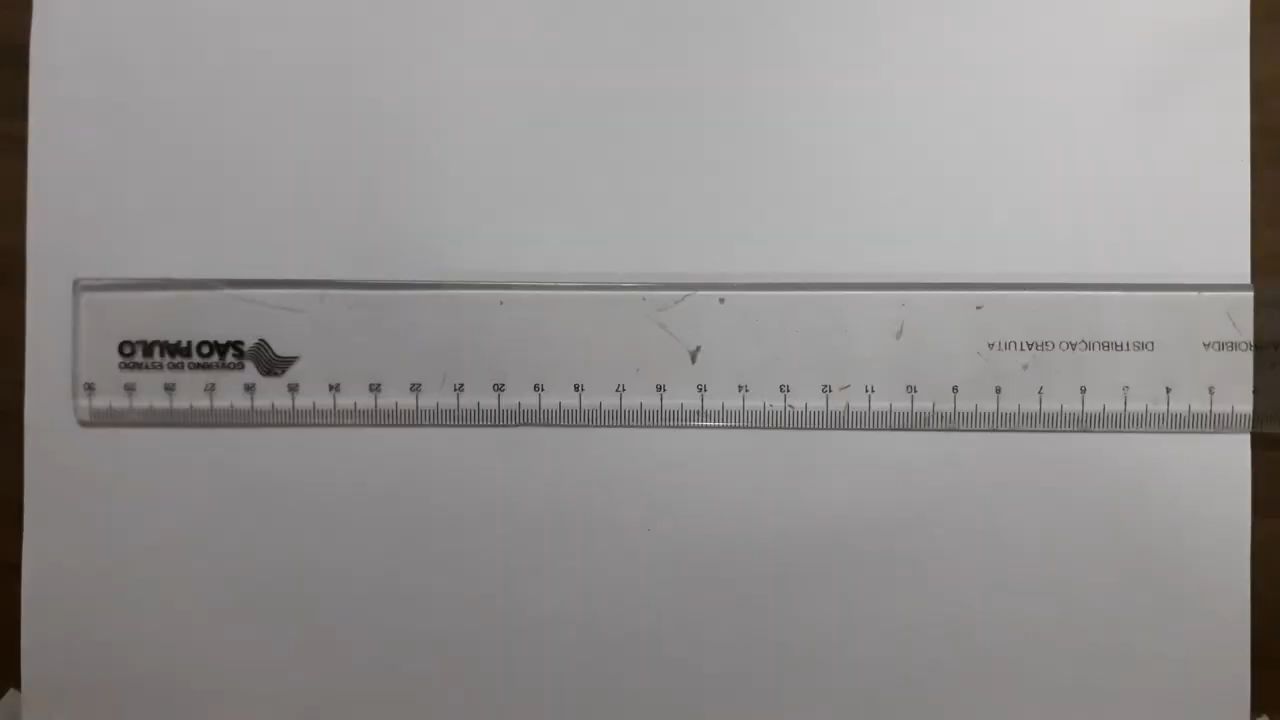 3 4 5 6 7 8 9 10 11 12 13 14 15 16 17 18 19 20 21 22 23 24 25 26 27 28 29 30
DISTRIBUIÇÃO GRATUITA
GOVERNO DO ESTADO
SÃO PAULO